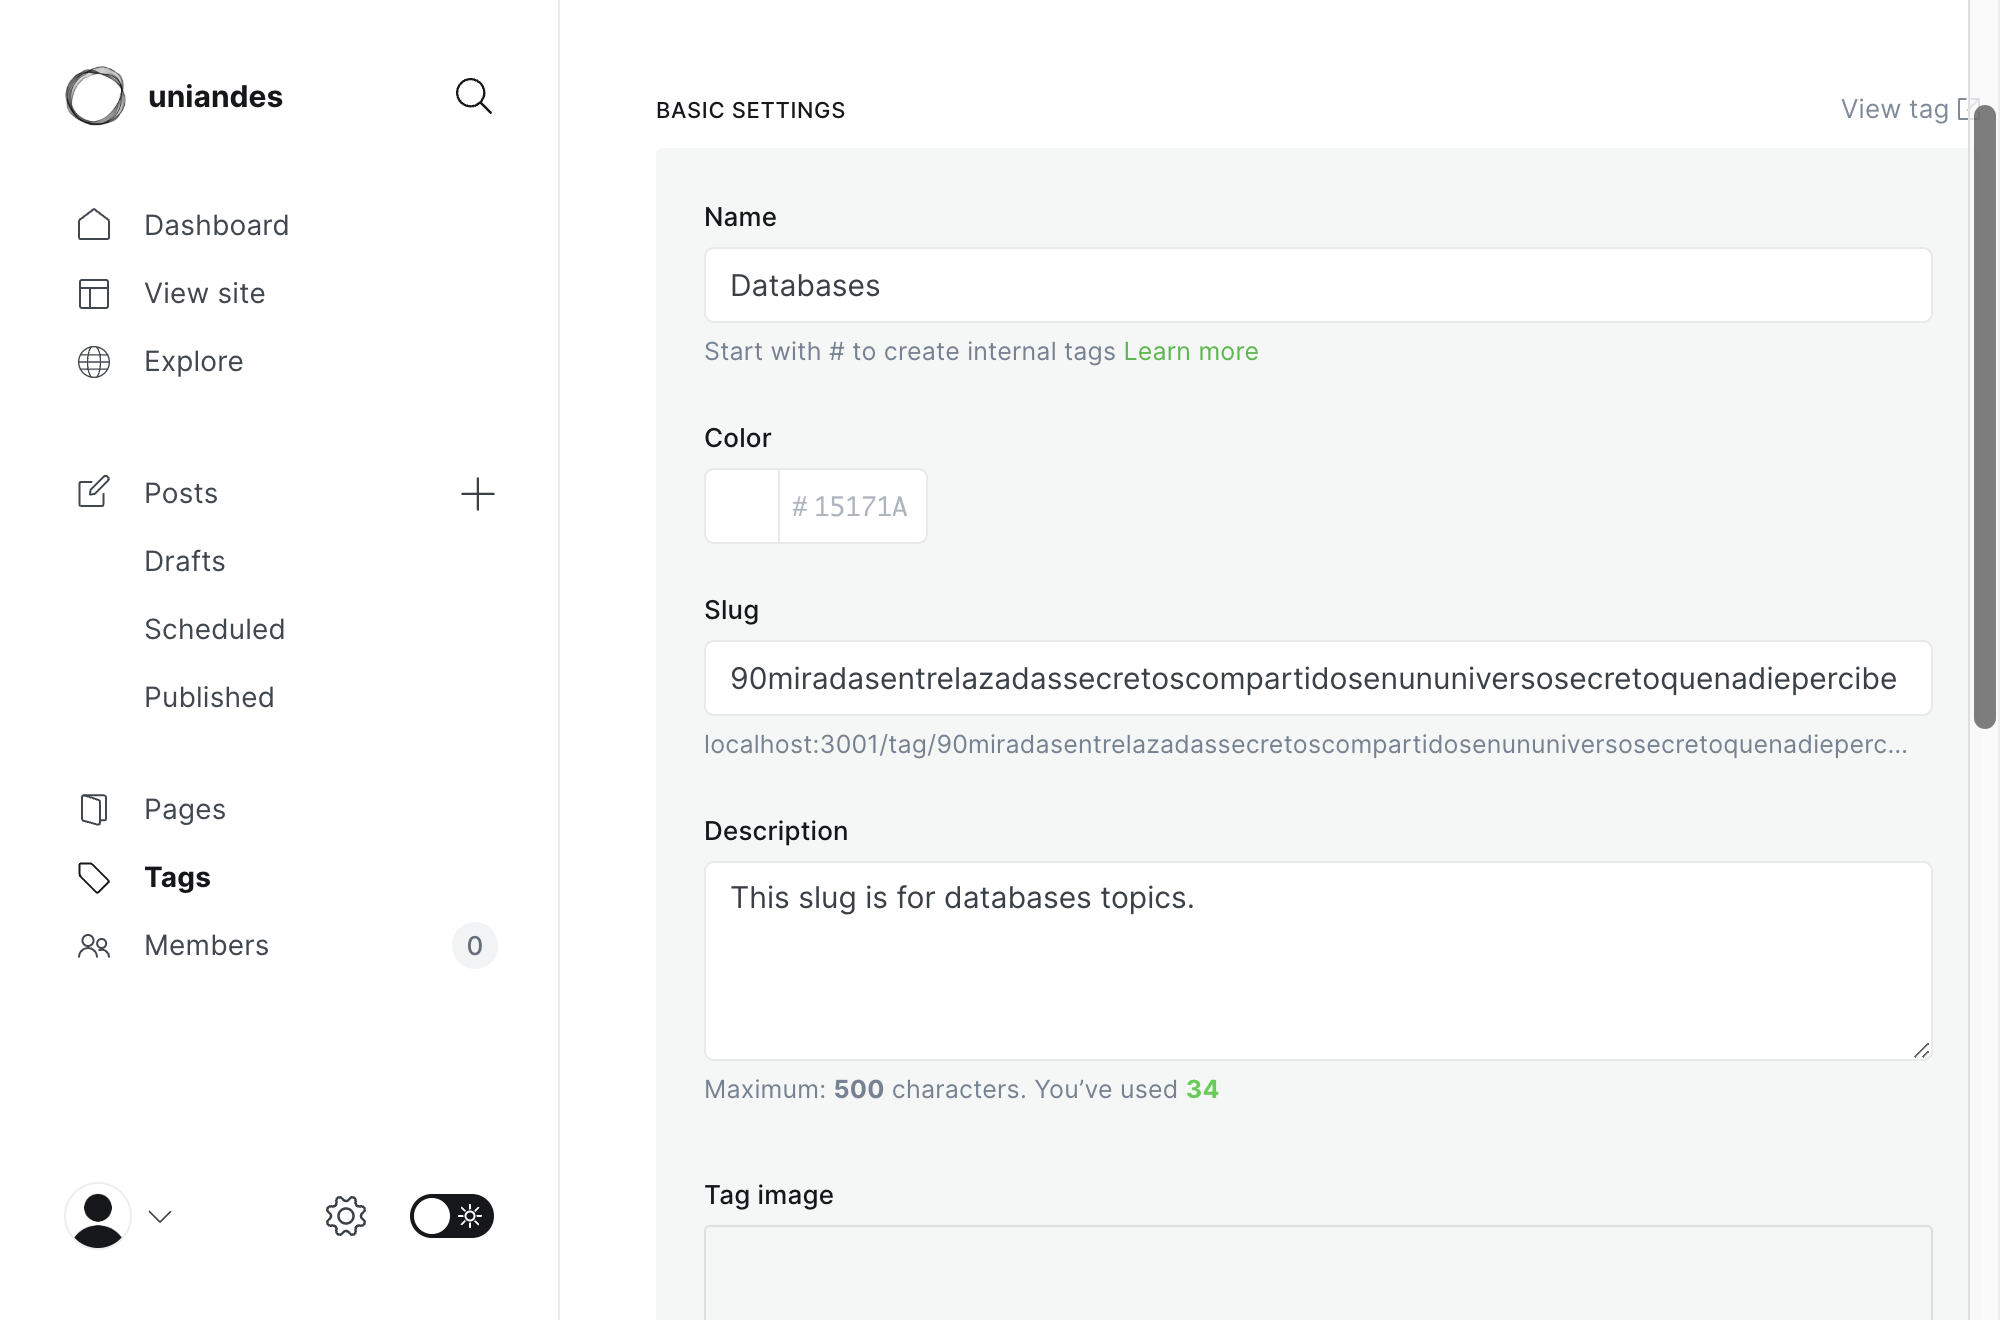 uniandes
Dashboard
View site
Explore
Posts
Drafts
Scheduled
Published
Pages
Tags
Members
0
BASIC SETTINGS
View tag
Name
Databases
Start with # to create internal tags Learn more
Color
# 15171A
Slug
90miradasentrelazadassecretoscompartidosenununiversosecretoquenadiepercibe
localhost:3001/tag/90miradasentrelazadassecretoscompartidosenununiversosecretoquenadieperc...
Description
This slug is for databases topics.
Maximum: 500 characters. You’ve used 34
Tag image